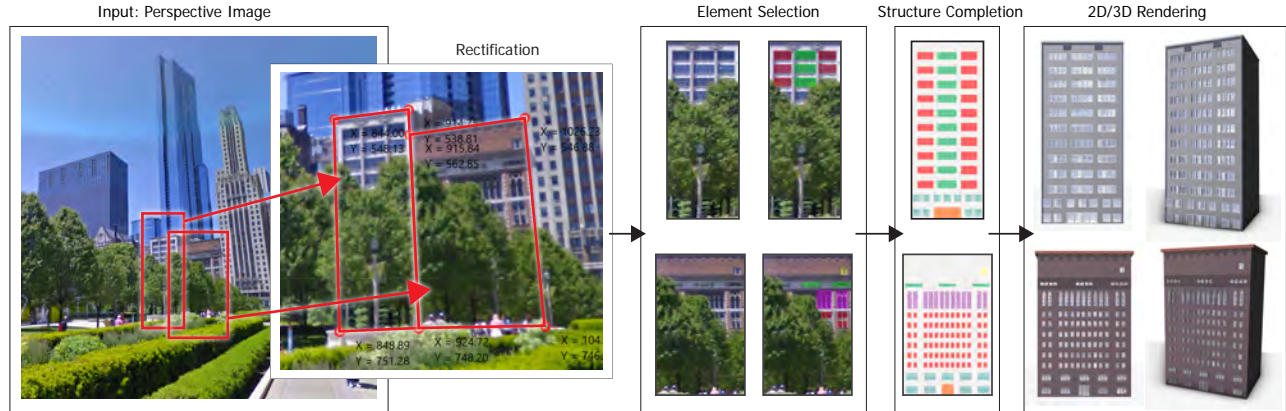 Input: Perspective Image
Rectification
Element Selection
Structure Completion
2D/3D Rendering
X = 844.00
Y = 548.13
Y = 538.81
X = 915.84
Y = 562.85
X = 1026.23
Y = 546.88
X = 848.89
Y = 751.28
X = 924.72
Y = 748.20
X = 104
Y = 746